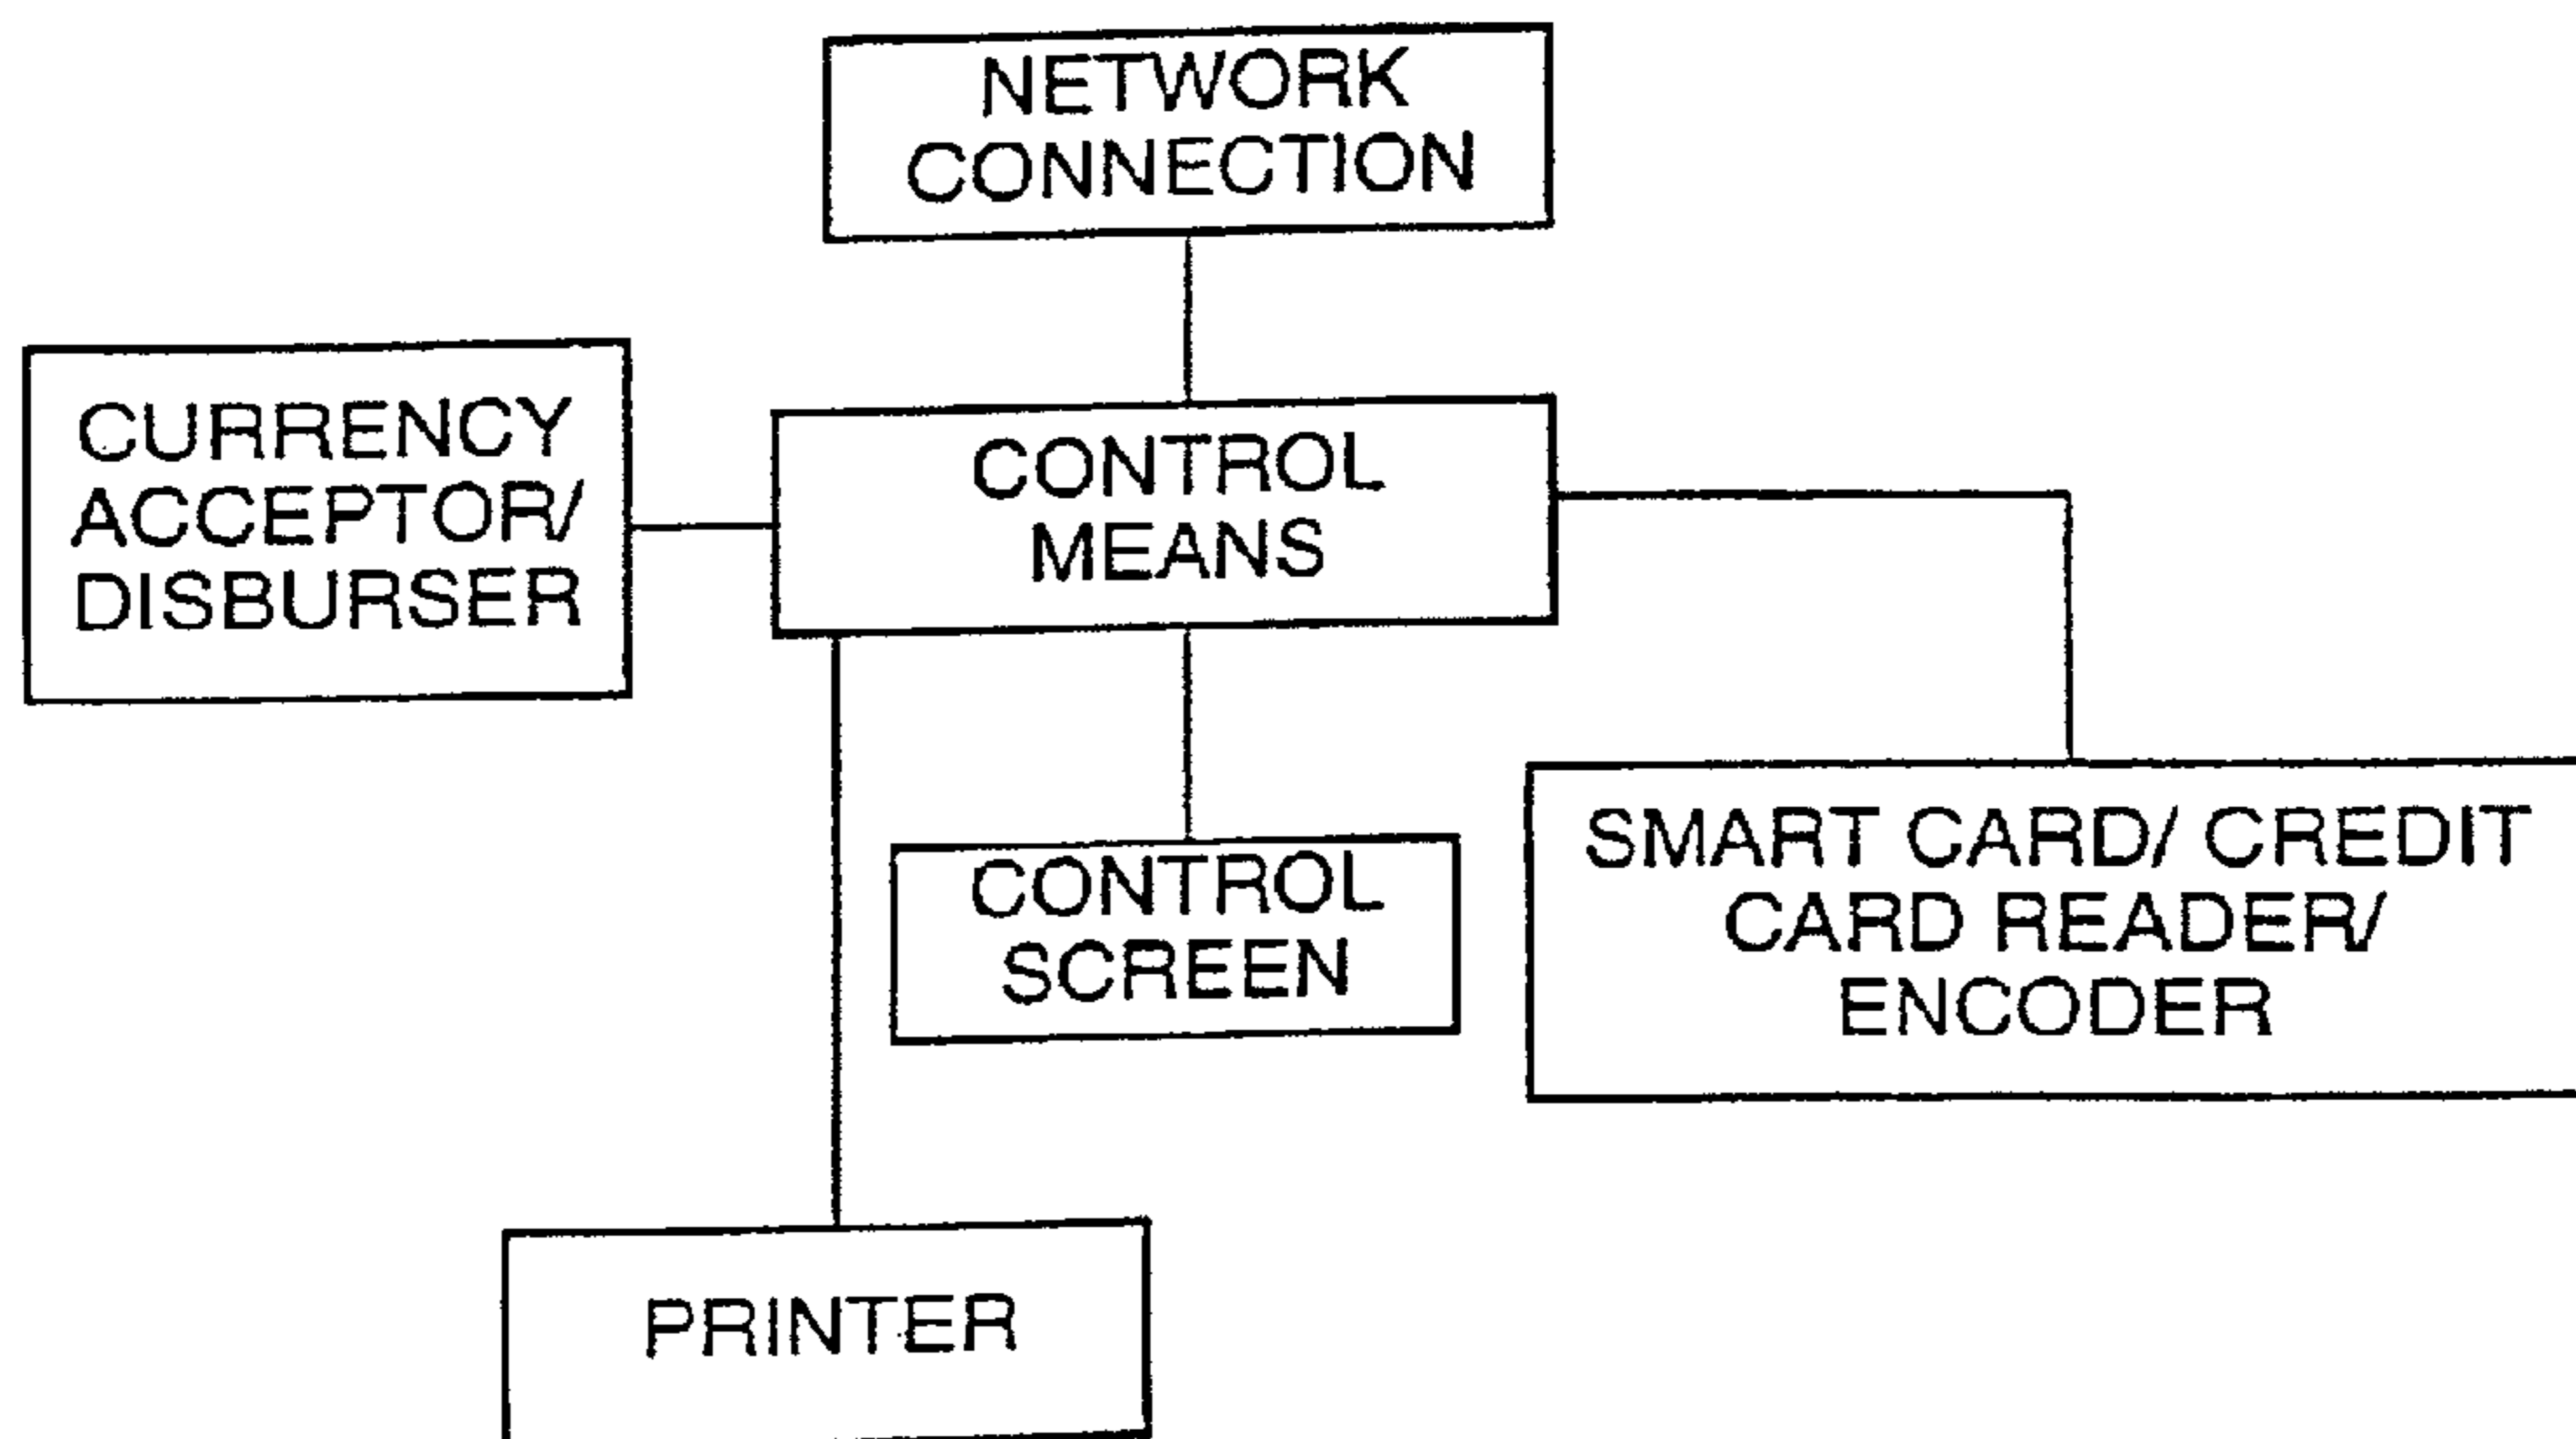 NETWORK
CONNECTION
CURRENCY
ACCEPTOR/
DISBURSER
CONTROL
MEANS
CONTROL
SCREEN
SMART CARD/ CREDIT
CARD READER/
ENCODER
PRINTER